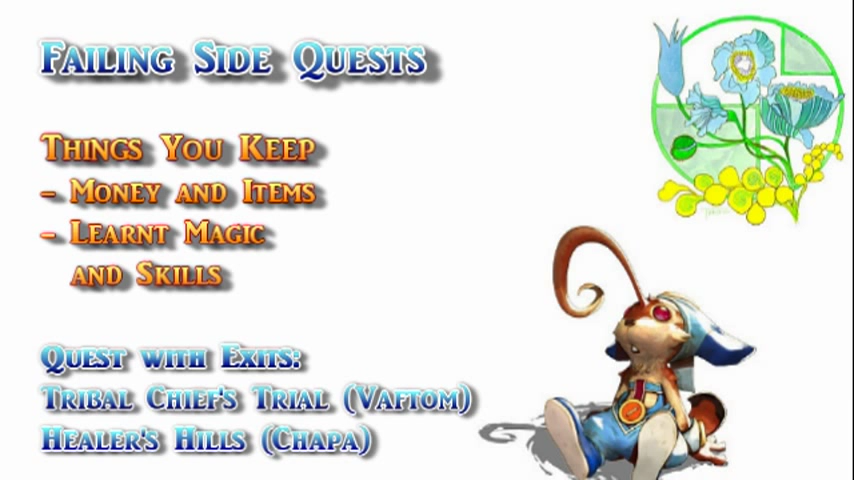 Failing Side Quests
Things You Keep
- Money and Items
- Learnt Magic
and Skills
Quest with Exits:
Tribal Chief's Trial (Vaftom)
Healer's Hills (Chapa)